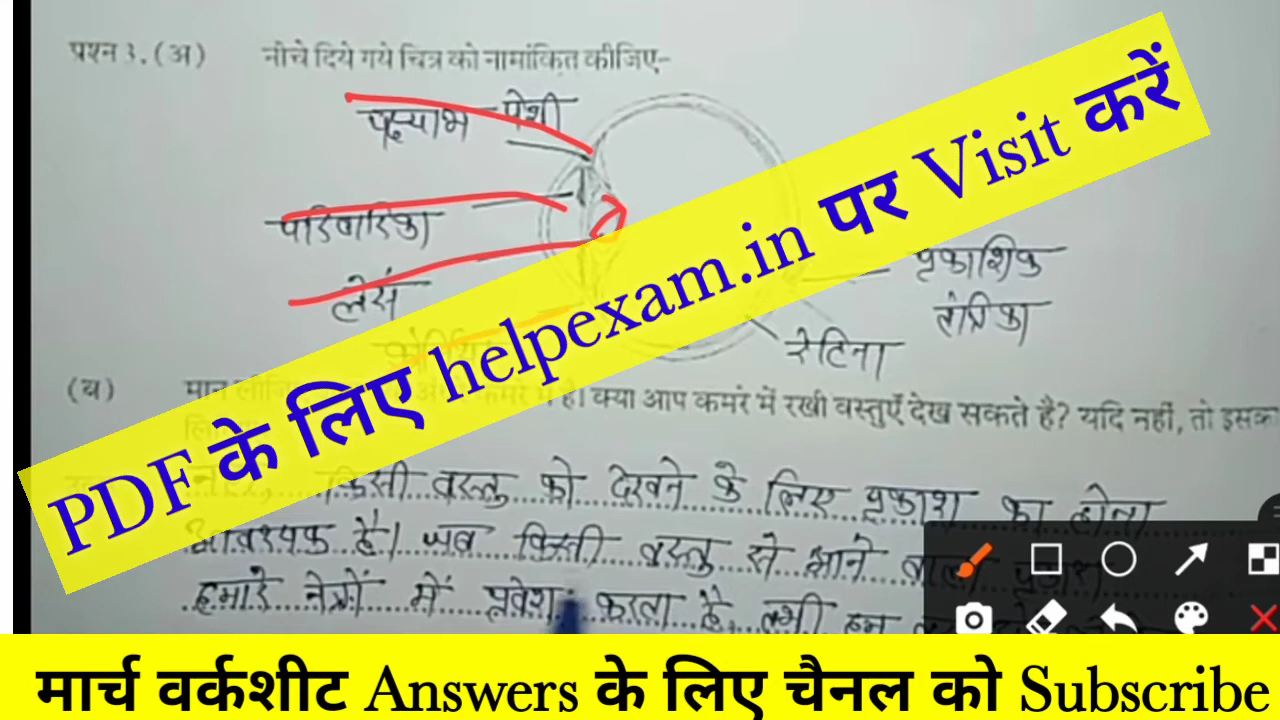 प्रश्न 3. (अ) नीचे दिये गये चित्र को नामांकित कीजिए-
पक्ष्याभ पेशी
परितारिका
लेंस
प्रकाशिक
तंत्रिका
रेटिना
(ब) मान है। क्या आप कमरे में रखी वस्तुएँ देख सकते है? यदि नहीं, तो इसका
किसी वस्तु को देखने के लिए प्रकाश का होना
आवश्यक है। जब किसी वस्तु से आने वाला प्रकाश
हमारे नेत्रों में प्रवेश करता है, तभी हम
PDF के लिए helpexam.in पर Visit करें
मार्च वर्कशीट Answers के लिए चैनल को Subscribe